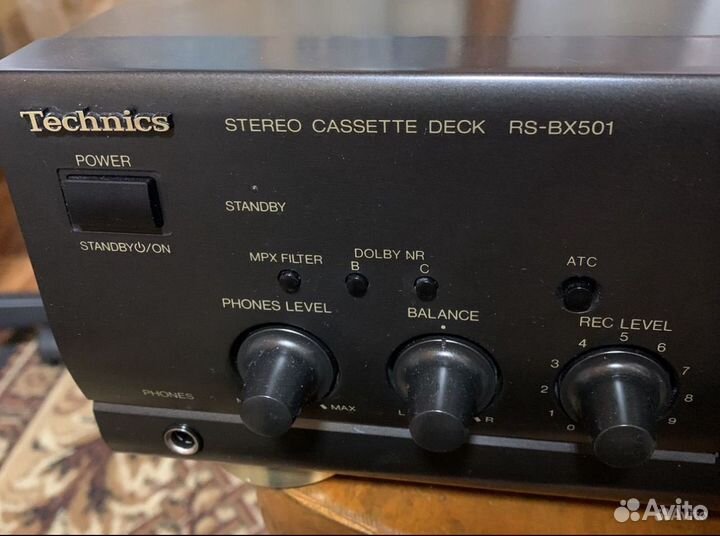 Technics
STEREO CASSETTE DECK RS-BX501
POWER
STANDBY⏻/ON
STANDBY
MPX FILTER
DOLBY NR
B C
ATC
PHONES LEVEL
BALANCE
REC LEVEL
0 1 2 3 4 5 6 7 8 9
MAX
L R
PHONES
Avito